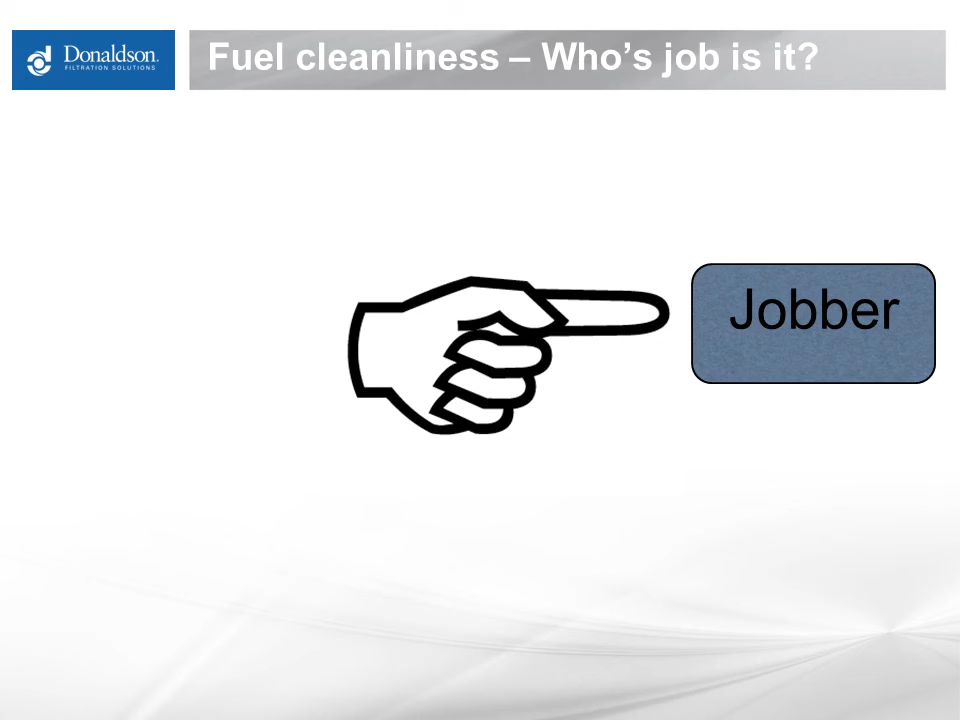 Donaldson.
FILTRATION SOLUTIONS
Fuel cleanliness – Who’s job is it?
Jobber